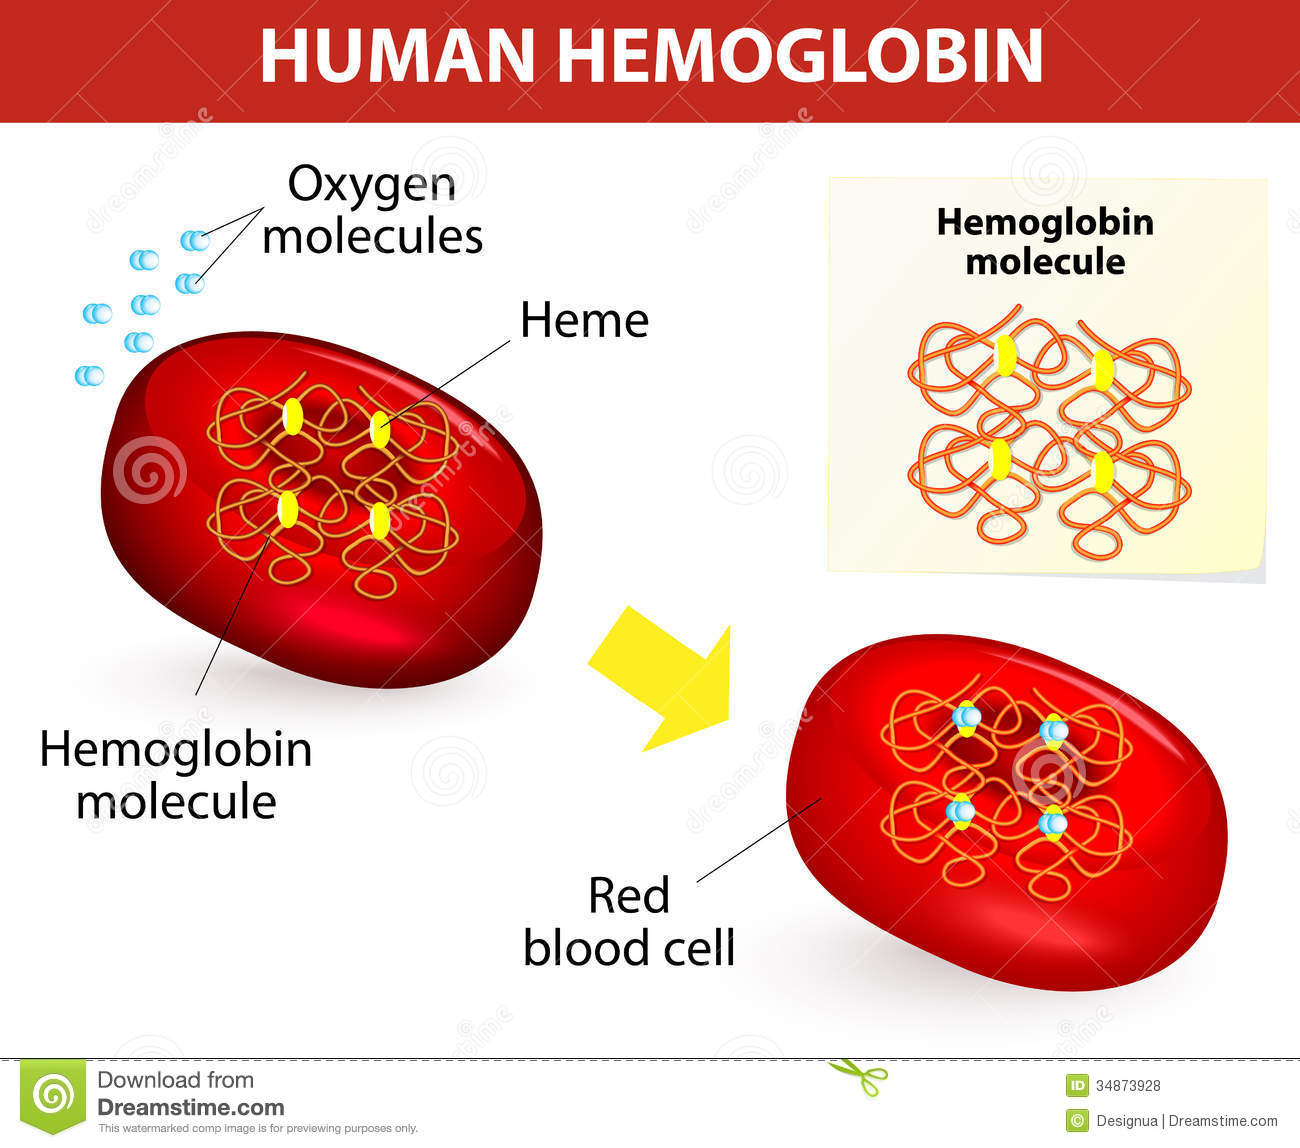 HUMAN HEMOGLOBIN
Oxygen
molecules
Heme
Hemoglobin
molecule
Hemoglobin
molecule
Red
blood cell
dreamstime
Download from
Dreamstime.com
This watermarked comp image is for previewing purposes only.
ID 34873928
© Designua | Dreamstime.com